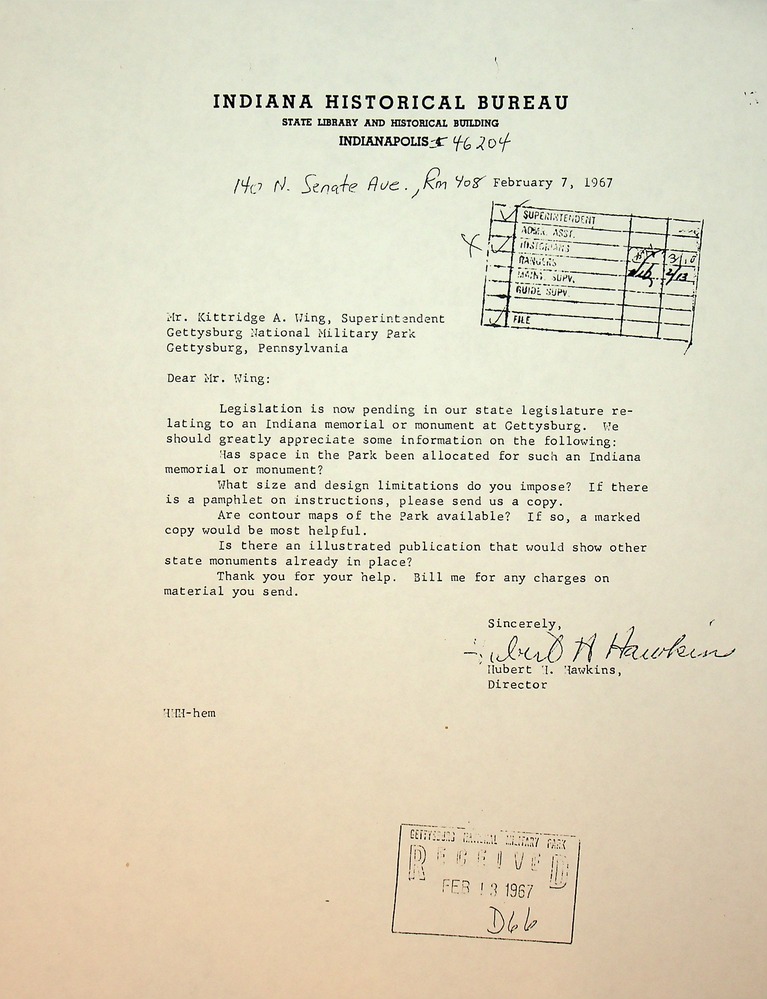 INDIANA HISTORICAL BUREAU
STATE LIBRARY AND HISTORICAL BUILDING
INDIANAPOLIS 46204
140 N. Senate Ave., Rm 408 February 7, 1967
SUPERINTENDENT
ADMN. ASST.
HISTORIANS
RANGERS 3/10
MAINT. SUPV. 2/13
GUIDE SUPV.
FILE
Mr. Kittridge A. Wing, Superintendent
Gettysburg National Military Park
Gettysburg, Pennsylvania
Dear Mr. Wing:
Legislation is now pending in our state legislature re-
lating to an Indiana memorial or monument at Gettysburg. We
should greatly appreciate some information on the following:
Has space in the Park been allocated for such an Indiana
memorial or monument?
What size and design limitations do you impose? If there
is a pamphlet on instructions, please send us a copy.
Are contour maps of the Park available? If so, a marked
copy would be most helpful.
Is there an illustrated publication that would show other
state monuments already in place?
Thank you for your help. Bill me for any charges on
material you send.
Sincerely,
Hubert H Hawkins
Hubert H. Hawkins,
Director
HHH-hem
GETTYSBURG NATIONAL MILITARY PARK
RECEIVED
FEB 13 1967
D66